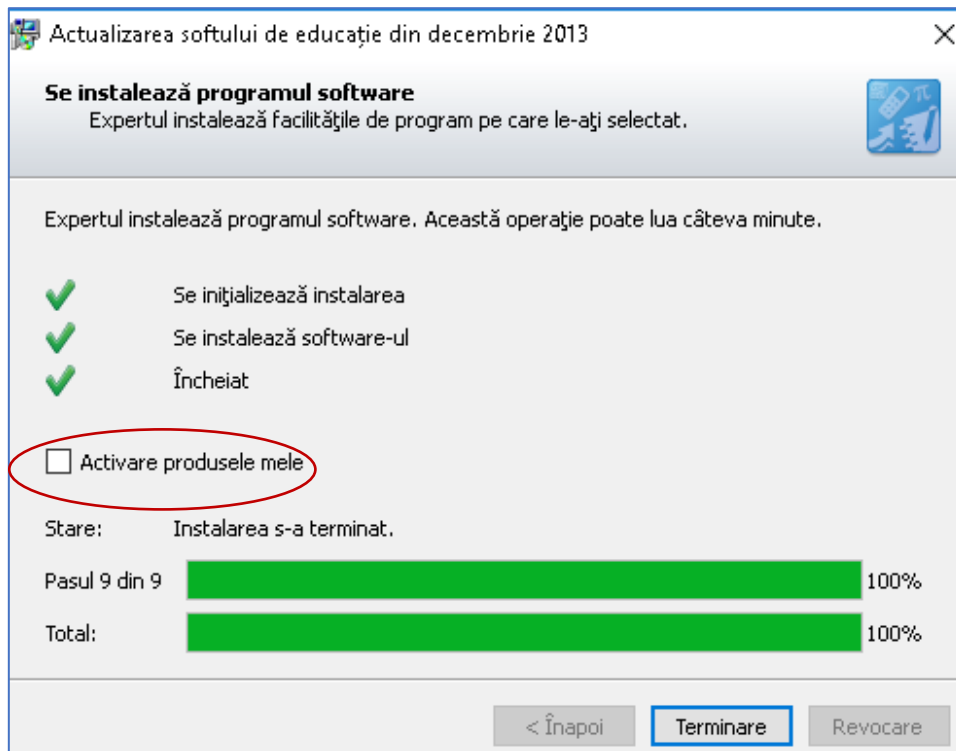 Actualizarea softului de educație din decembrie 2013
Se instalează programul software
Expertul instalează facilităţile de program pe care le-aţi selectat.
Expertul instalează programul software. Această operaţie poate lua câteva minute.
Se iniţializează instalarea
Se instalează software-ul
Încheiat
Activare produsele mele
Stare: Instalarea s-a terminat.
Pasul 9 din 9 100%
Total: 100%
< Înapoi Terminare Revocare